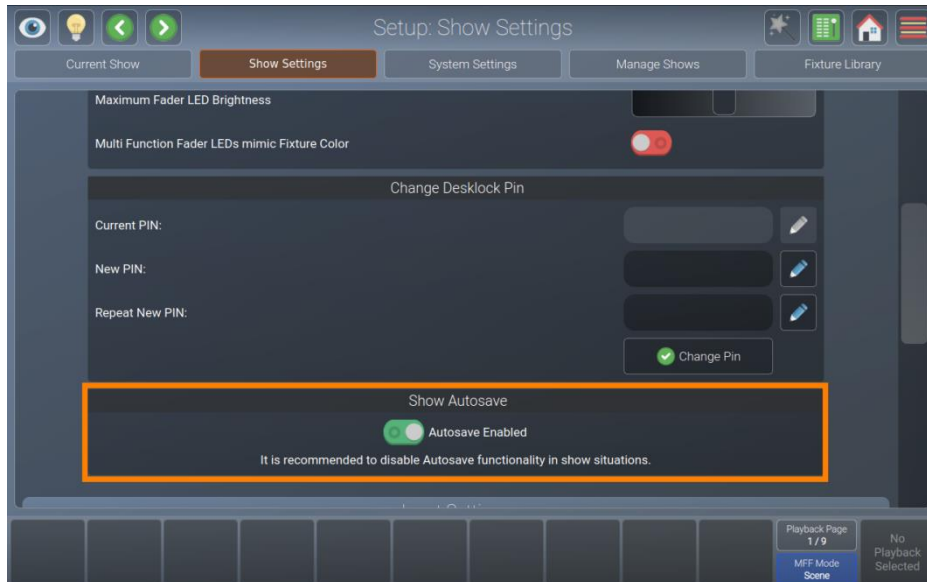 Setup: Show Settings
Current Show
Show Settings
System Settings
Manage Shows
Fixture Library
Maximum Fader LED Brightness
Multi Function Fader LEDs mimic Fixture Color
Change Desklock Pin
Current PIN:
New PIN:
Repeat New PIN:
Change Pin
Show Autosave
Autosave Enabled
It is recommended to disable Autosave functionality in show situations.
Playback Page
1 / 9
MFF Mode
Scene
No
Playback
Selected